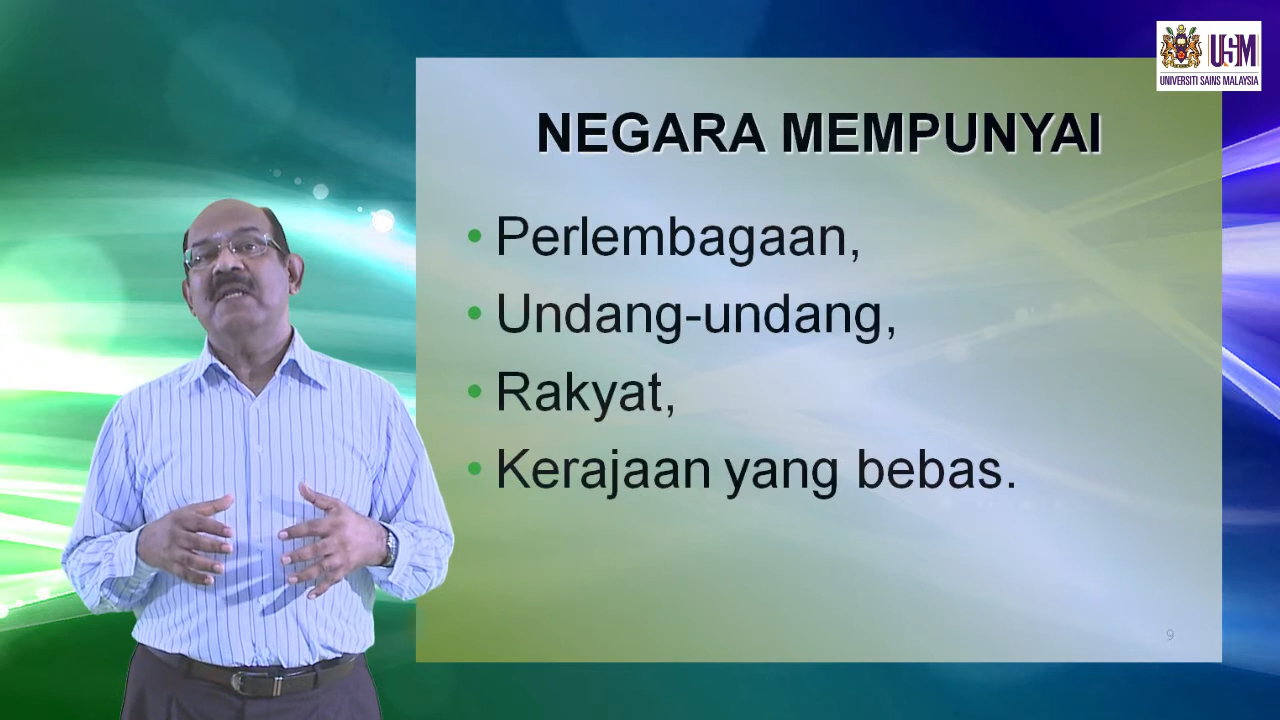 USM
UNIVERSITI SAINS MALAYSIA
NEGARA MEMPUNYAI
• Perlembagaan,
• Undang-undang,
• Rakyat,
• Kerajaan yang bebas.
9